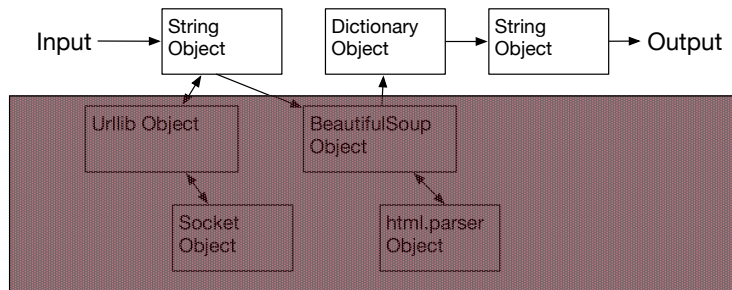 Input
String
Object
Dictionary
Object
String
Object
Output
Urllib Object
BeautifulSoup
Object
Socket
Object
html.parser
Object